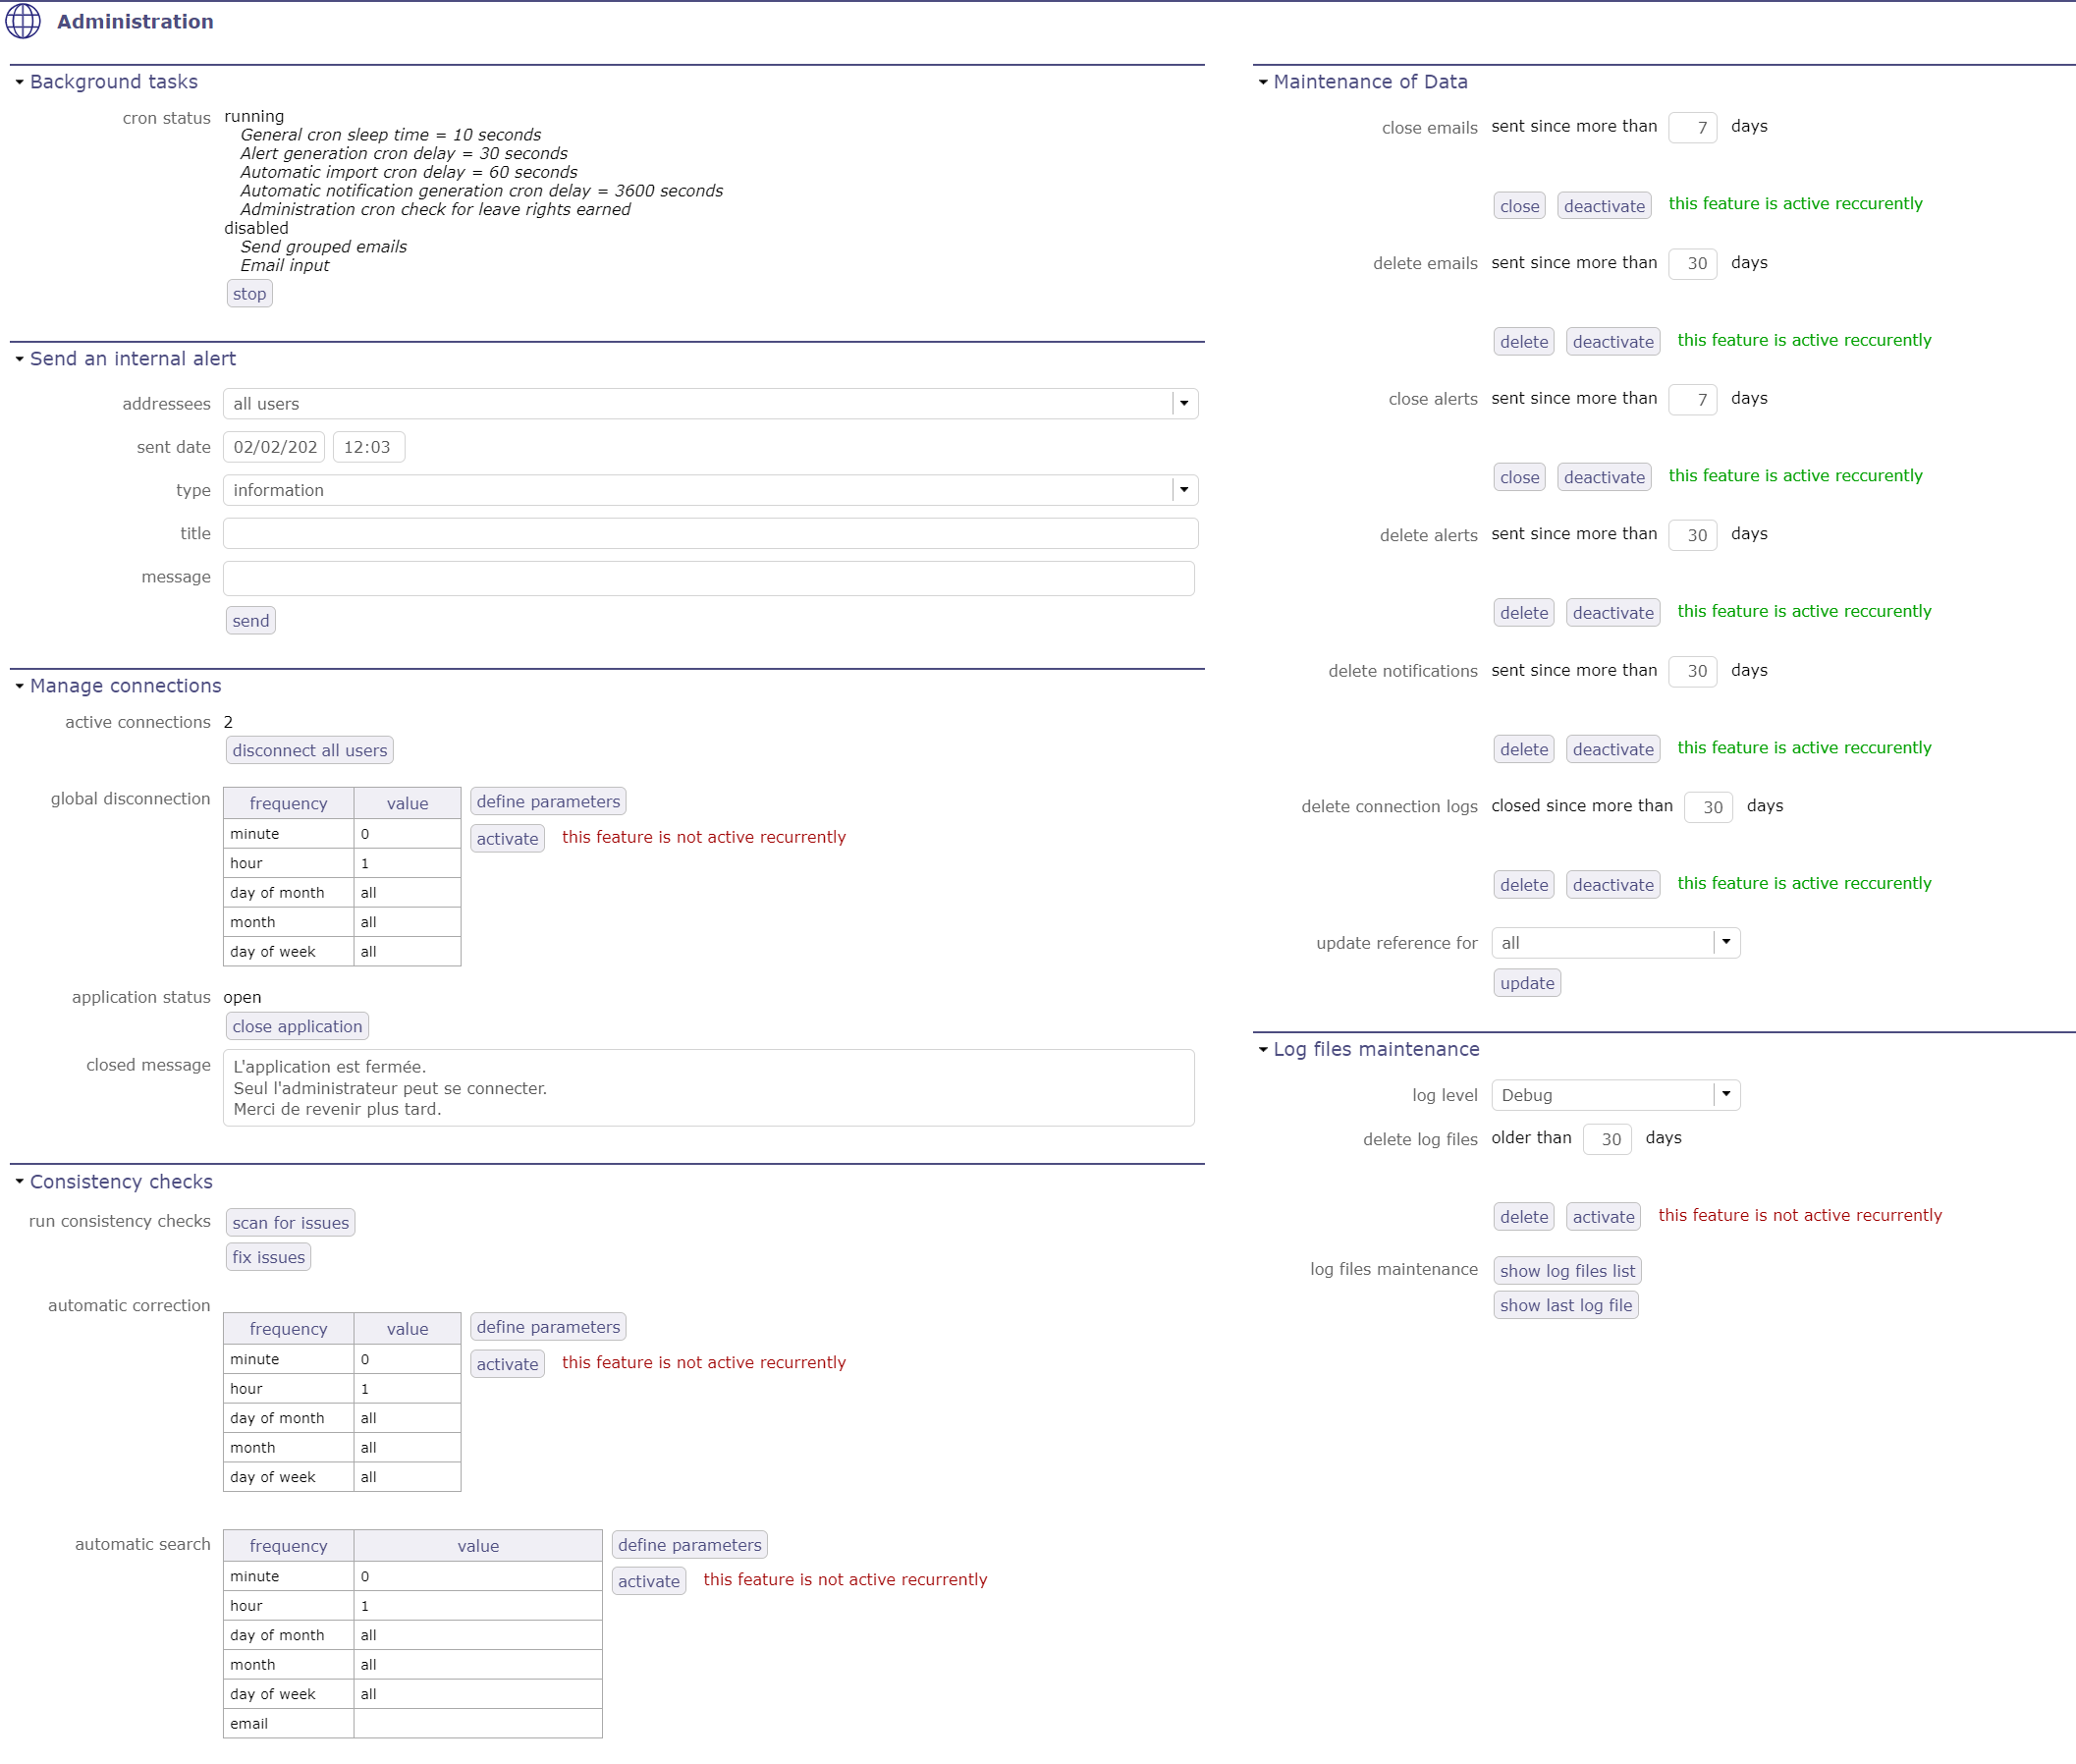 Administration
Background tasks
cron status running
General cron sleep time = 10 seconds
Alert generation cron delay = 30 seconds
Automatic import cron delay = 60 seconds
Automatic notification generation cron delay = 3600 seconds
Administration cron check for leave rights earned
disabled
Send grouped emails
Email input
stop
Send an internal alert
addressees all users
sent date 02/02/202 12:03
type information
title
message
send
Manage connections
active connections 2
disconnect all users
global disconnection frequency value define parameters
minute 0 activate this feature is not active recurrently
hour 1
day of month all
month all
day of week all
application status open
close application
closed message L'application est fermée.
Seul l'administrateur peut se connecter.
Merci de revenir plus tard.
Consistency checks
run consistency checks scan for issues
fix issues
automatic correction
frequency value define parameters
minute 0 activate this feature is not active recurrently
hour 1
day of month all
month all
day of week all
automatic search frequency value define parameters
minute 0 activate this feature is not active recurrently
hour 1
day of month all
month all
day of week all
email
Maintenance of Data
close emails sent since more than 7 days
close deactivate this feature is active reccurently
delete emails sent since more than 30 days
delete deactivate this feature is active reccurently
close alerts sent since more than 7 days
close deactivate this feature is active reccurently
delete alerts sent since more than 30 days
delete deactivate this feature is active reccurently
delete notifications sent since more than 30 days
delete deactivate this feature is active reccurently
delete connection logs closed since more than 30 days
delete deactivate this feature is active reccurently
update reference for all
update
Log files maintenance
log level Debug
delete log files older than 30 days
delete activate this feature is not active recurrently
log files maintenance show log files list
show last log file